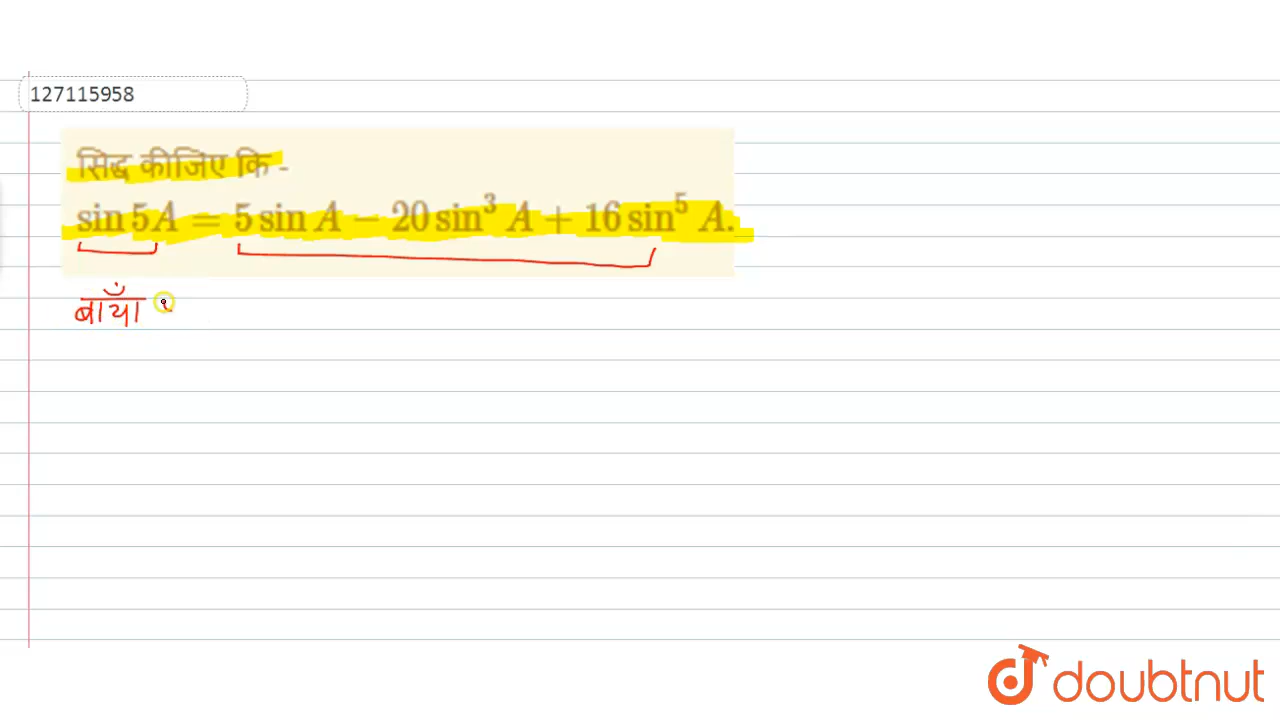 127115958
सिद्ध कीजिए कि -
sin 5A = 5 sin A − 20 sin³ A + 16 sin⁵ A.
बायाँ
doubtnut